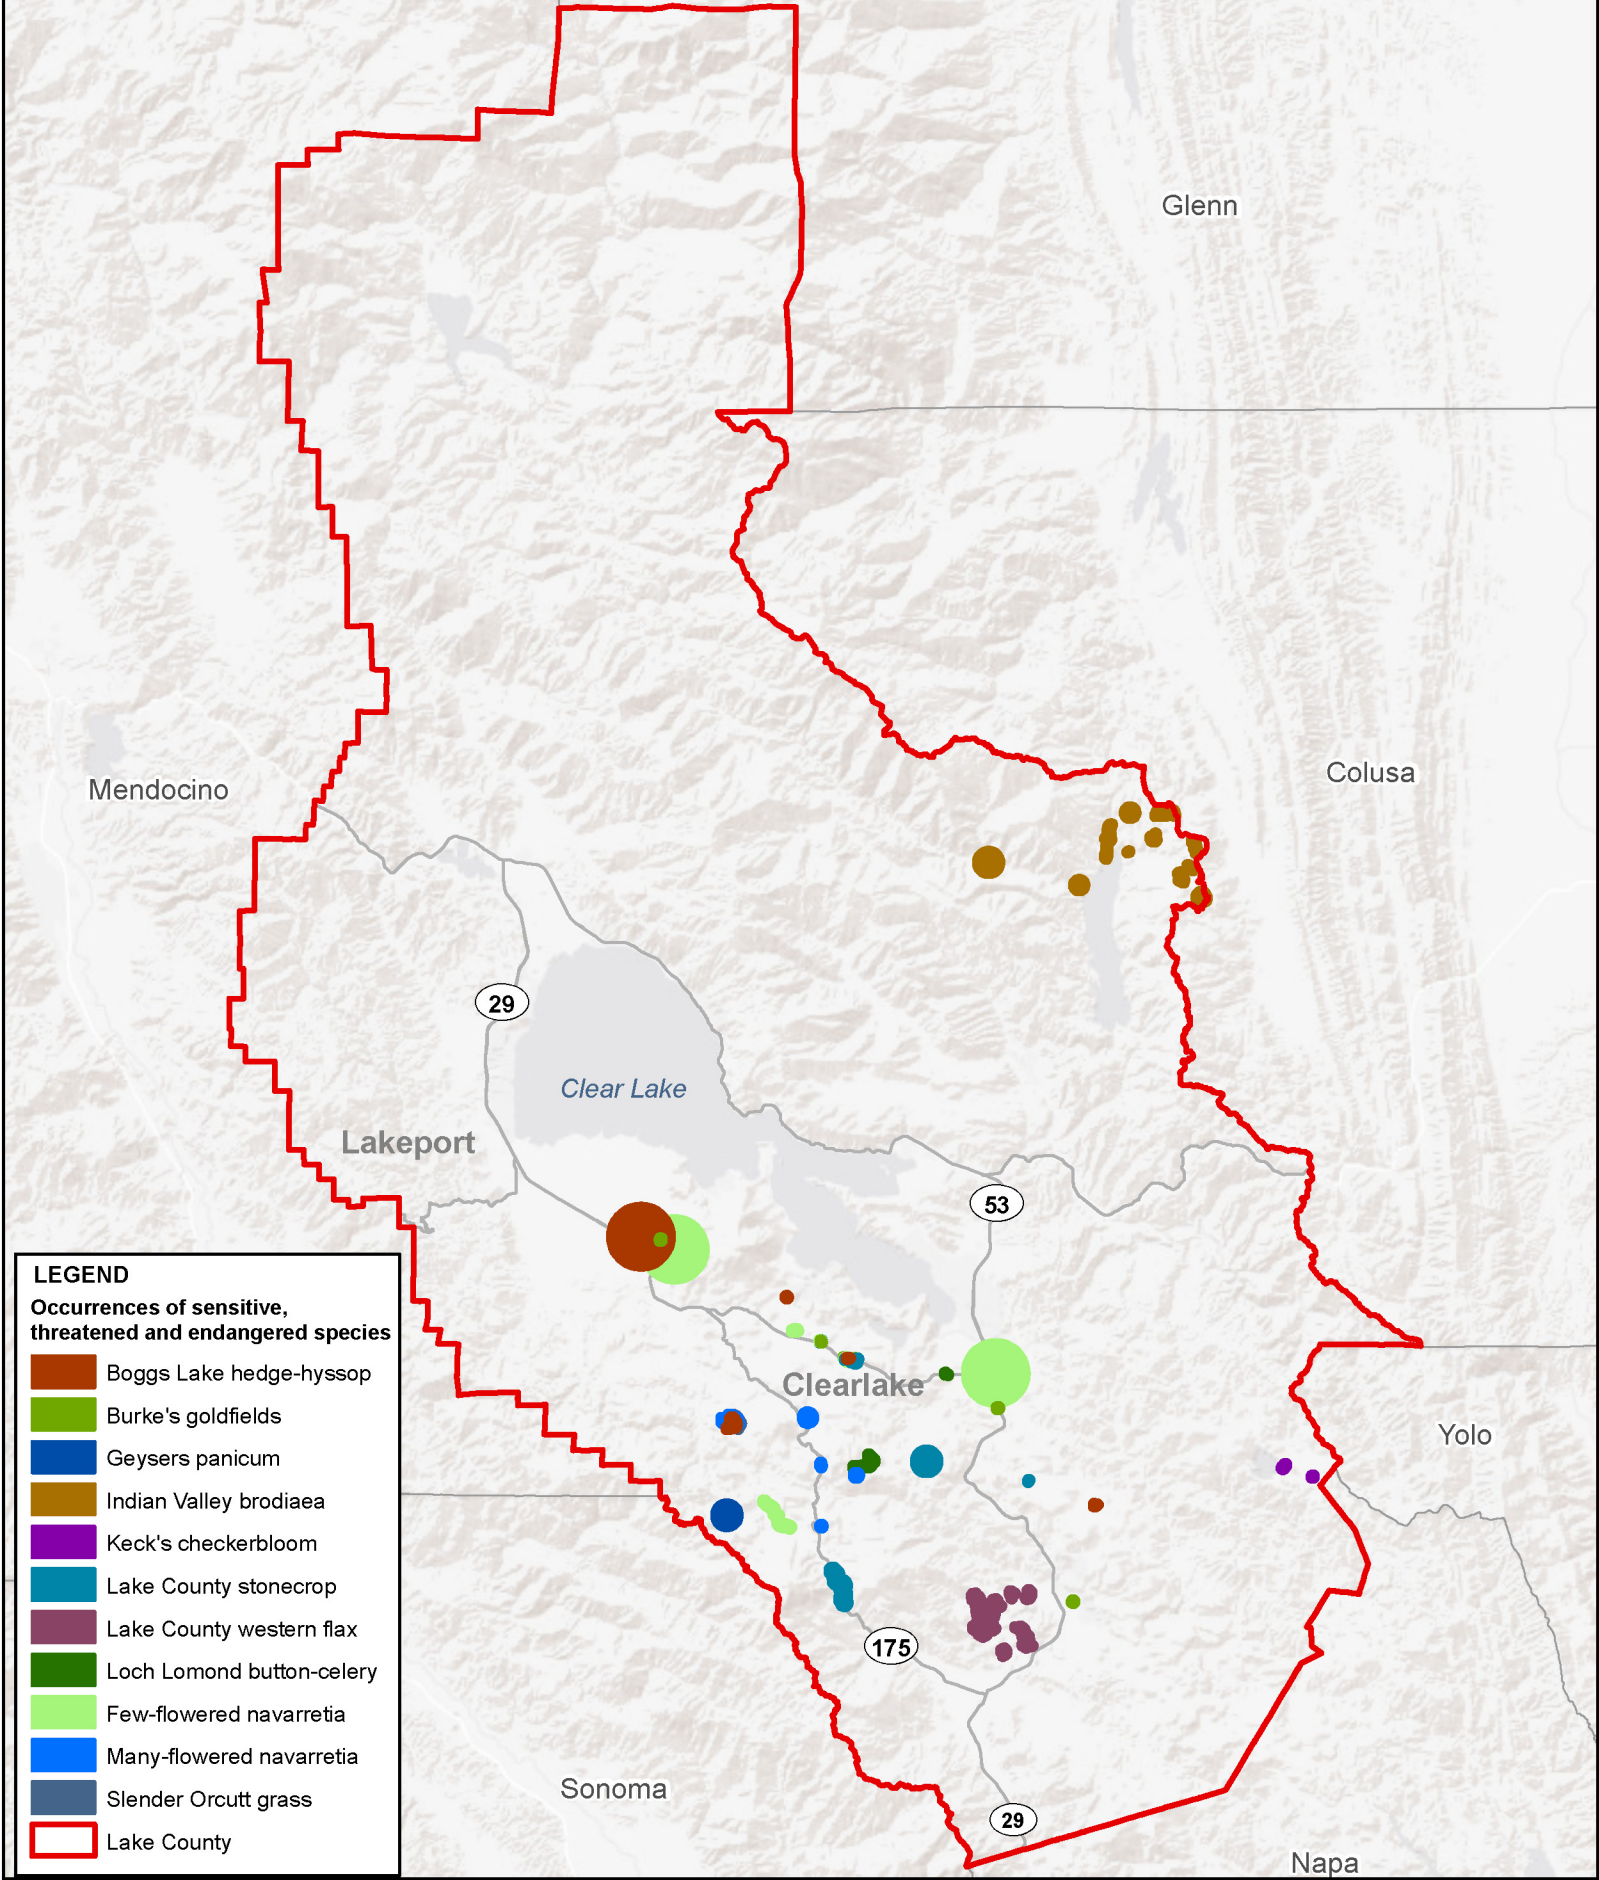 Glenn
Colusa
Mendocino
29
Clear Lake
Lakeport
53
Clearlake
Yolo
175
Sonoma
29
Napa
LEGEND
Occurrences of sensitive,
threatened and endangered species
Boggs Lake hedge-hyssop
Burke's goldfields
Geysers panicum
Indian Valley brodiaea
Keck's checkerbloom
Lake County stonecrop
Lake County western flax
Loch Lomond button-celery
Few-flowered navarretia
Many-flowered navarretia
Slender Orcutt grass
Lake County